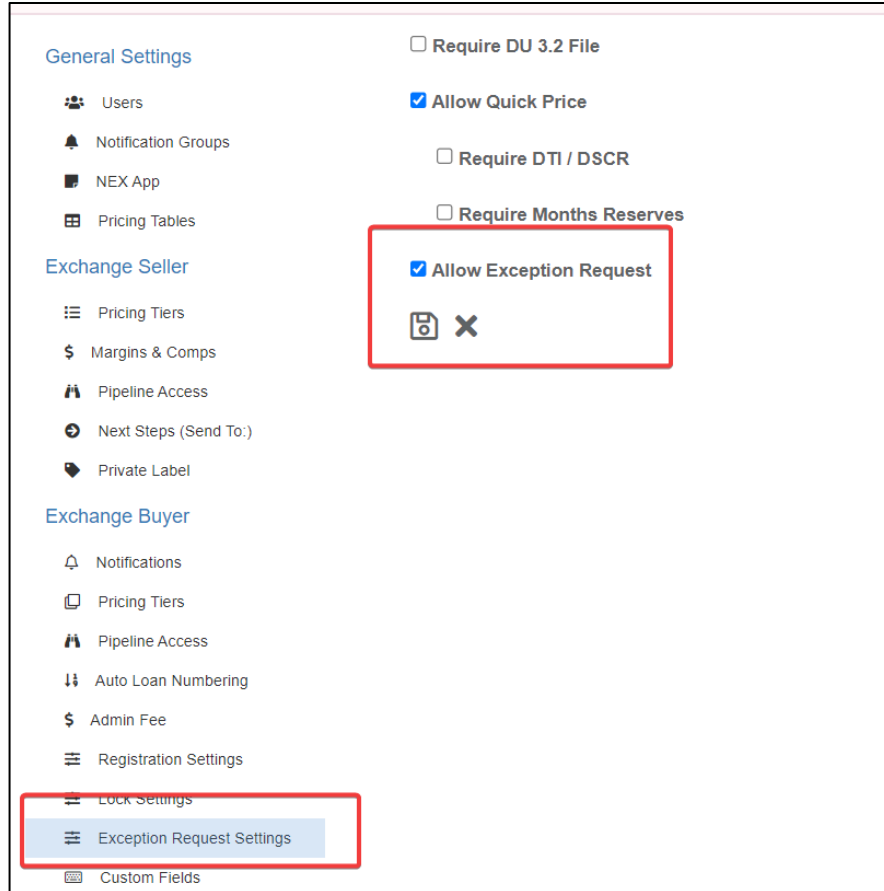 General Settings
Users
Notification Groups
NEX App
Pricing Tables
Exchange Seller
Pricing Tiers
Margins & Comps
Pipeline Access
Next Steps (Send To:)
Private Label
Exchange Buyer
Notifications
Pricing Tiers
Pipeline Access
Auto Loan Numbering
Admin Fee
Registration Settings
Lock Settings
Exception Request Settings
Custom Fields
Require DU 3.2 File
Allow Quick Price
Require DTI / DSCR
Require Months Reserves
Allow Exception Request